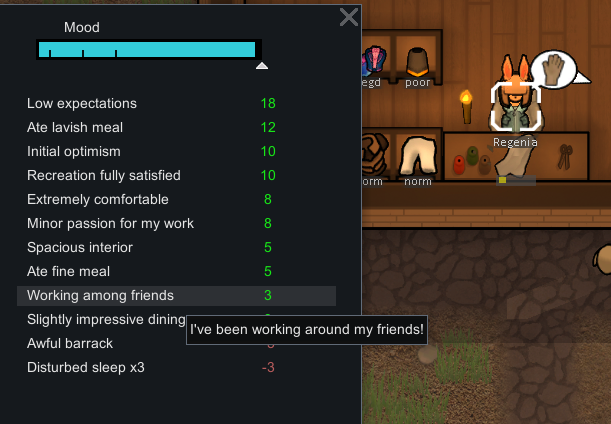 Mood
Low expectations 18
Ate lavish meal 12
Initial optimism 10
Recreation fully satisfied 10
Extremely comfortable 8
Minor passion for my work 8
Spacious interior 5
Ate fine meal 5
Working among friends 3
Slightly impressive dining
I've been working around my friends!
Awful barrack
Disturbed sleep x3 -3
egd poor
Regenia
orm norm